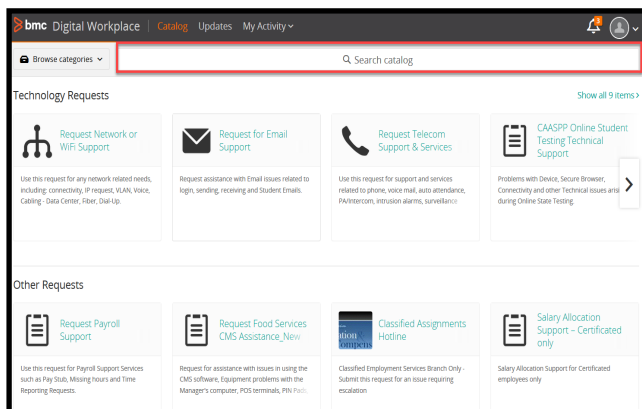 bmc Digital Workplace Catalog Updates My Activity 3
Browse categories Search catalog
Technology Requests Show all 9 items
Request Network or
WiFi Support
Use this request for any network related needs,
including: connectivity, IP request, VLAN, Voice,
Cabling - Data Center, Fiber, Dial-Up.
Request for Email
Support
Request assistance with Email issues related to
login, sending, receiving and Student Emails.
Request Telecom
Support & Services
Use this request for support and services
related to phone, voice mail, auto attendance,
PA/Intercom, intrusion alarms, surveillance
CAASPP Online Student
Testing Technical
Support
Problems with Device, Secure Browser,
Connectivity and other Technical issues
during Online State Testing.
Other Requests
Request Payroll
Support
Use this request for Payroll Support Services
such as Pay Stub, Missing hours and Time
Reporting Requests.
Request Food Services
CMS Assistance_New
Request for assistance with issues in using the
CMS software, Equipment problems with the
Manager's computer, POS terminals, PIN Pads
Classified Assignments
Hotline
Classified Employment Services Branch Only -
Submit this request for an issue requiring
escalation
Salary Allocation
Support – Certificated
only
Salary Allocation Support for Certificated
employees only